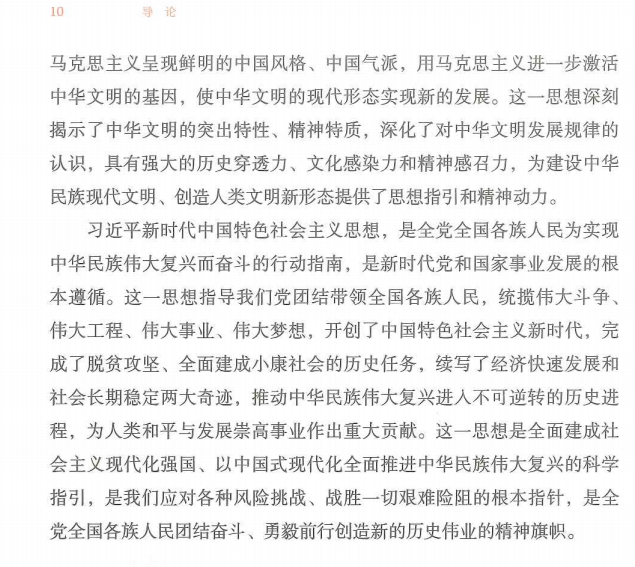 10 导 论
马克思主义呈现鲜明的中国风格、中国气派，用马克思主义进一步激活
中华文明的基因，使中华文明的现代形态实现新的发展。这一思想深刻
揭示了中华文明的突出特性、精神特质，深化了对中华文明发展规律的
认识，具有强大的历史穿透力、文化感染力和精神感召力，为建设中华
民族现代文明、创造人类文明新形态提供了思想指引和精神动力。
习近平新时代中国特色社会主义思想，是全党全国各族人民为实现
中华民族伟大复兴而奋斗的行动指南，是新时代党和国家事业发展的根
本遵循。这一思想指导我们党团结带领全国各族人民，统揽伟大斗争、
伟大工程、伟大事业、伟大梦想，开创了中国特色社会主义新时代，完
成了脱贫攻坚、全面建成小康社会的历史任务，续写了经济快速发展和
社会长期稳定两大奇迹，推动中华民族伟大复兴进入不可逆转的历史进
程，为人类和平与发展崇高事业作出重大贡献。这一思想是全面建成社
会主义现代化强国、以中国式现代化全面推进中华民族伟大复兴的科学
指引，是我们应对各种风险挑战、战胜一切艰难险阻的根本指针，是全
党全国各族人民团结奋斗、勇毅前行创造新的历史伟业的精神旗帜。